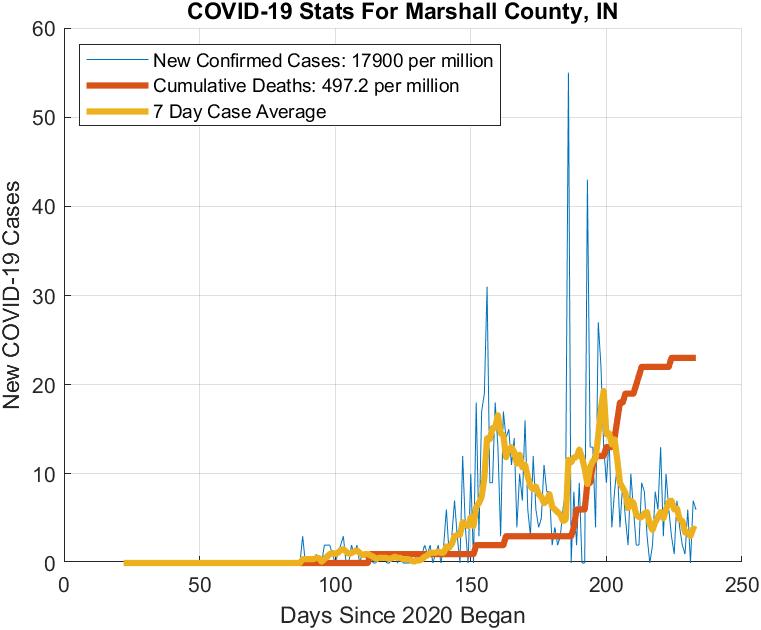 COVID-19 Stats For Marshall County, IN
New Confirmed Cases: 17900 per million
Cumulative Deaths: 497.2 per million
7 Day Case Average
New COVID-19 Cases
60
50
40
30
20
10
0
0 50 100 150 200 250
Days Since 2020 Began